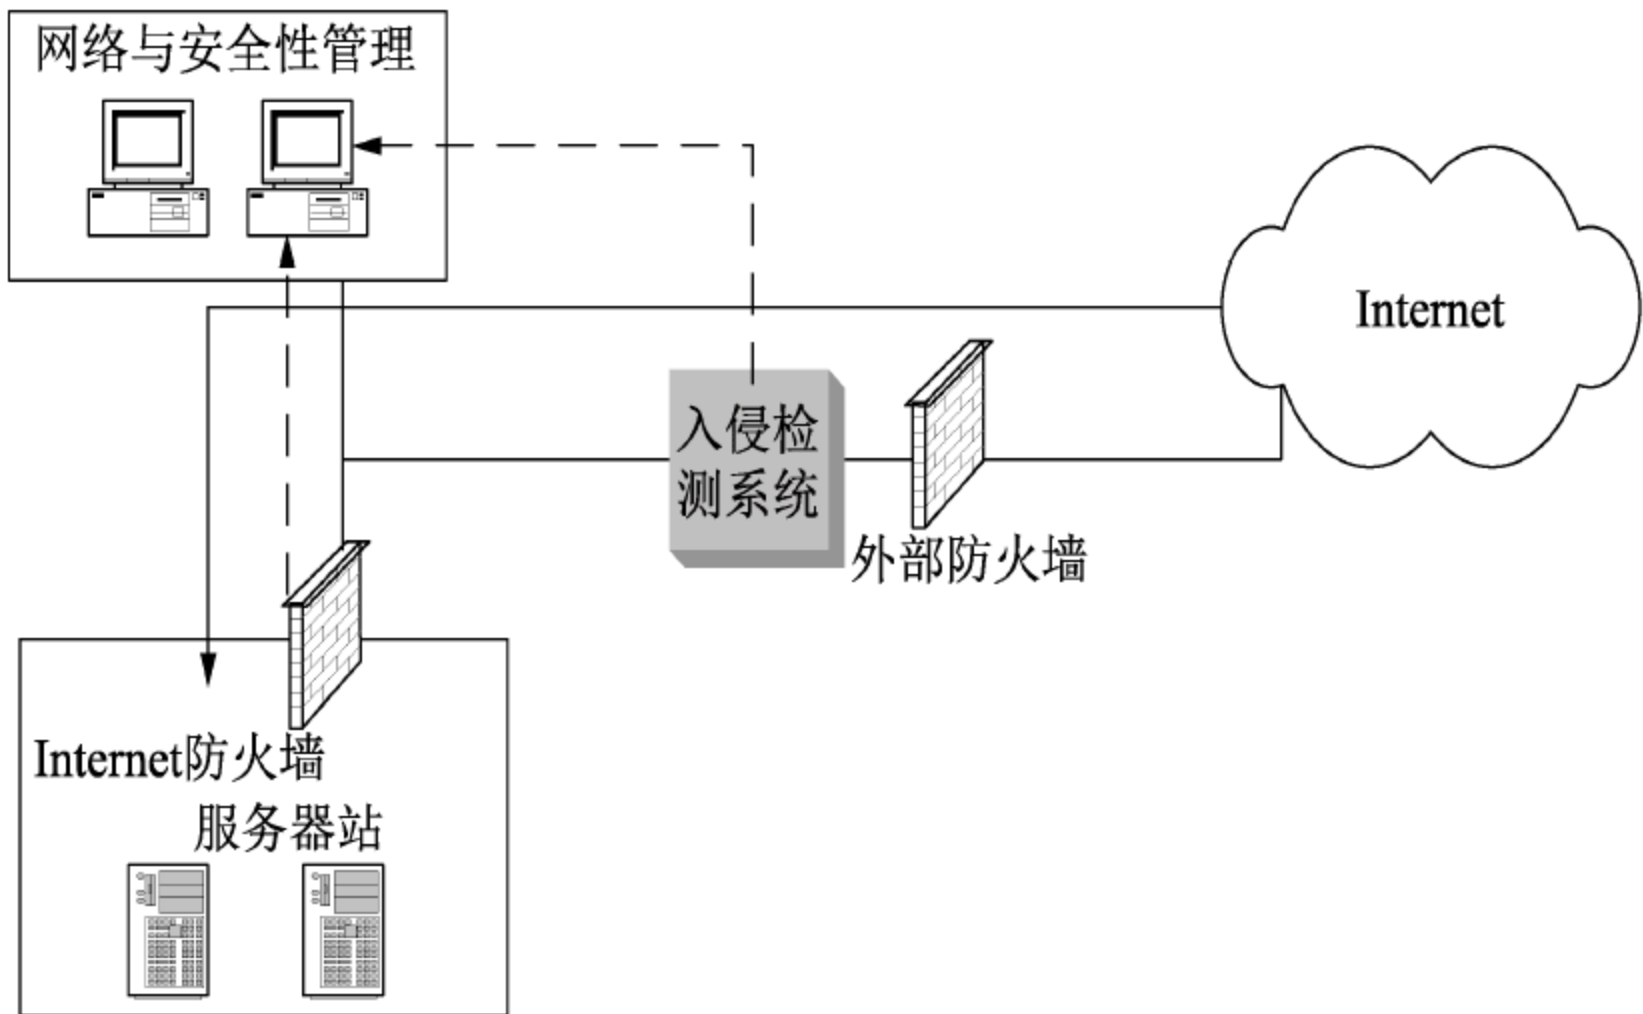 网络与安全性管理
Internet
入侵检
测系统
外部防火墙
Internet防火墙
服务器站